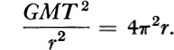 GMT²/r² = 4π²r.